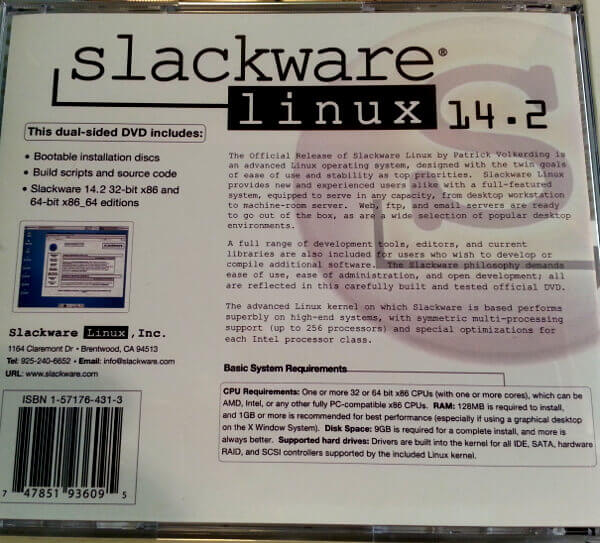 slackware®
linux 14.2
This dual-sided DVD includes:
• Bootable installation discs
• Build scripts and source code
• Slackware 14.2 32-bit x86 and
64-bit x86_64 editions
slackware
Slackware Linux, Inc.
1164 Claremont Dr • Brentwood, CA 94513
Tel: 925-240-6652 • Email: info@slackware.com
URL: www.slackware.com
ISBN 1-57176-431-3
7 47851 93609 5
The Official Release of Slackware Linux by Patrick Volkerding is
an advanced Linux operating system, designed with the twin goals
of ease of use and stability as top priorities. Slackware Linux
provides new and experienced users alike with a full-featured
system, equipped to serve in any capacity, from desktop workstation
to machine-room server. Web, ftp, and email servers are ready
to go out of the box, as are a wide selection of popular desktop
environments.
A full range of development tools, editors, and current
libraries are also included for users who wish to develop or
compile additional software. The Slackware philosophy demands
ease of use, ease of administration, and open development; all
are reflected in this carefully built and tested official DVD.
The advanced Linux kernel on which Slackware is based performs
superbly on high-end systems, with symmetric multi-processing
support (up to 256 processors) and special optimizations for
each Intel processor class.
Basic System Requirements
CPU Requirements: One or more 32 or 64 bit x86 CPUs (with one or more cores), which can be
AMD, Intel, or any other fully PC-compatible x86 CPUs. RAM: 128MB is required to install,
and 1GB or more is recommended for best performance (especially if using a graphical desktop
on the X Window System). Disk Space: 9GB is required for a complete install, and more is
always better. Supported hard drives: Drivers are built into the kernel for all IDE, SATA, hardware
RAID, and SCSI controllers supported by the included Linux kernel.